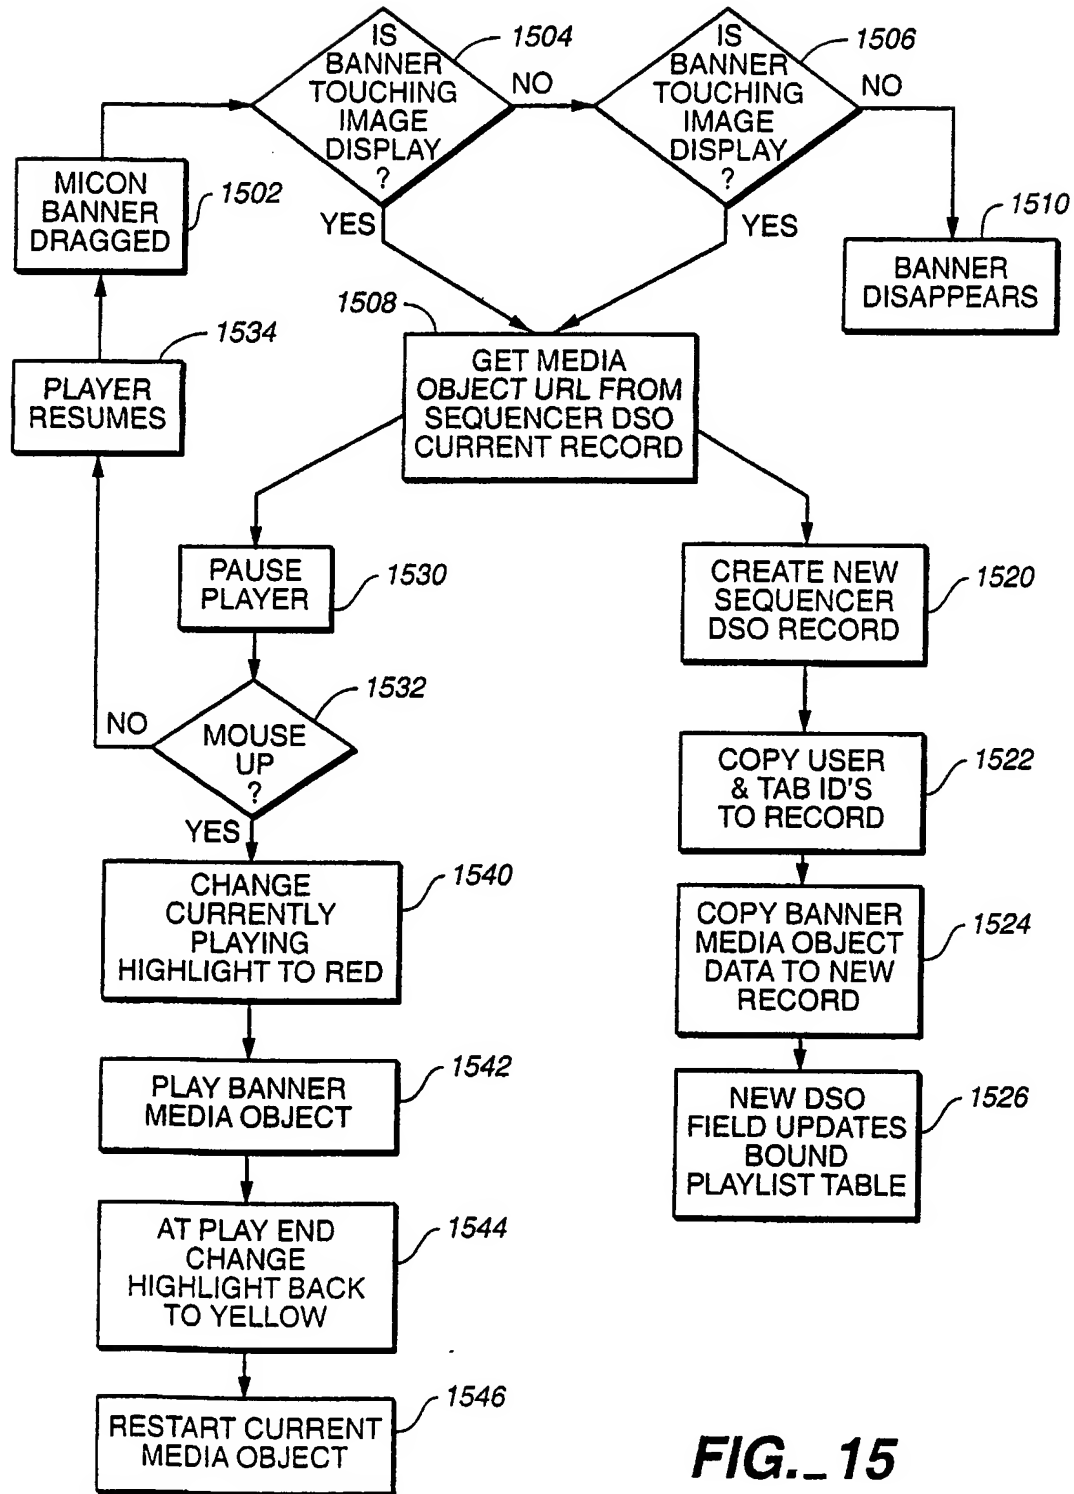 IS
BANNER
TOUCHING
IMAGE
DISPLAY
?
1504
NO
YES
IS
BANNER
TOUCHING
IMAGE
DISPLAY
?
1506
NO
YES
MICON
BANNER
DRAGGED
1502
1510
BANNER
DISAPPEARS
1508
GET MEDIA
OBJECT URL FROM
SEQUENCER DSO
CURRENT RECORD
1534
PLAYER
RESUMES
PAUSE
PLAYER
1530
MOUSE
UP
?
1532
NO
YES
CHANGE
CURRENTLY
PLAYING
HIGHLIGHT TO RED
1540
PLAY BANNER
MEDIA OBJECT
1542
AT PLAY END
CHANGE
HIGHLIGHT BACK
TO YELLOW
1544
RESTART CURRENT
MEDIA OBJECT
1546
CREATE NEW
SEQUENCER
DSO RECORD
1520
COPY USER
& TAB ID'S
TO RECORD
1522
COPY BANNER
MEDIA OBJECT
DATA TO NEW
RECORD
1524
NEW DSO
FIELD UPDATES
BOUND
PLAYLIST TABLE
1526
FIG._15